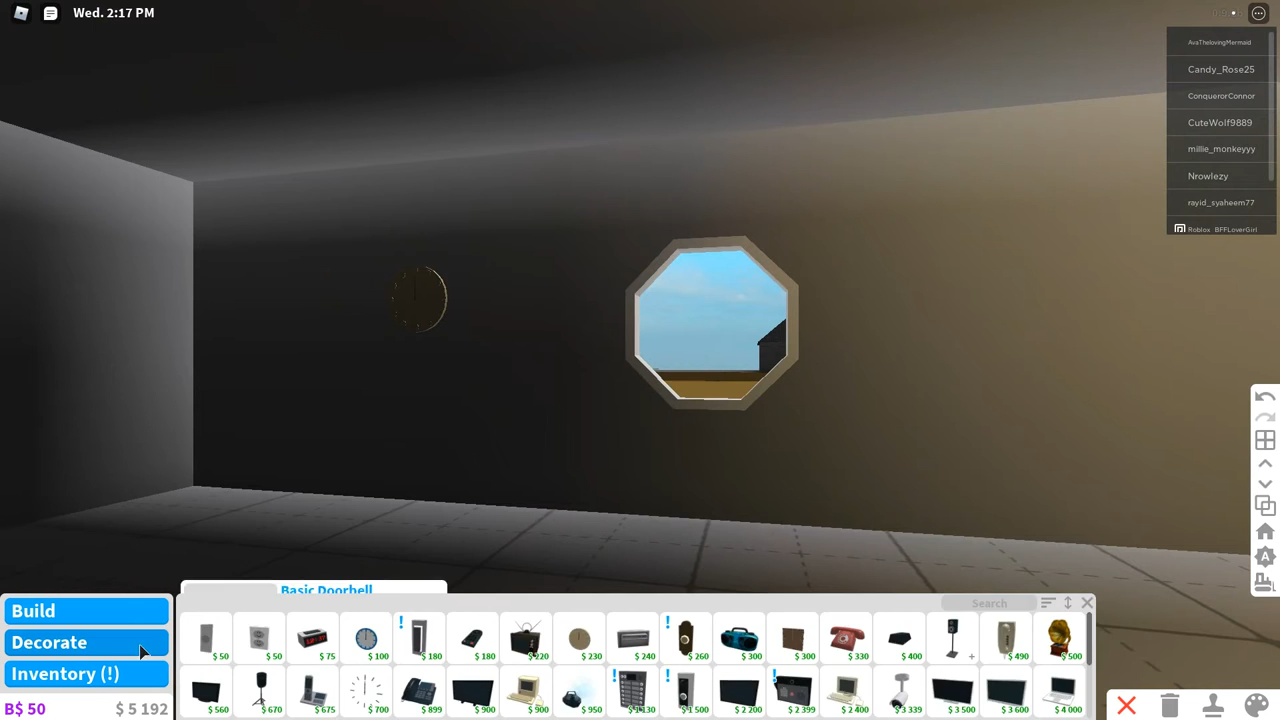 Wed. 2:17 PM
AvaThelovingMermaid
Candy_Rose25
ConquerorConnor
CuteWolf9889
millie_monkeyyy
Nrowlezy
rayid_syaheem77
Roblox_BFFLoverGirl
Basic Doorbell
Search
Build
Decorate
Inventory (!)
B$ 50 $ 5 192
$ 50 $ 50 $ 75 $ 100 ! $ 180 $ 180 $ 220 $ 230 $ 240 ! $ 260 $ 300 $ 300 $ 330 $ 400 + $ 490 $ 500
$ 560 $ 670 $ 675 $ 700 $ 899 $ 900 $ 900 $ 950 ! $ 1 130 ! $ 1 500 $ 2 200 ! $ 2 399 $ 2 400 $ 3 339 $ 3 500 $ 3 600 $ 4 000
A